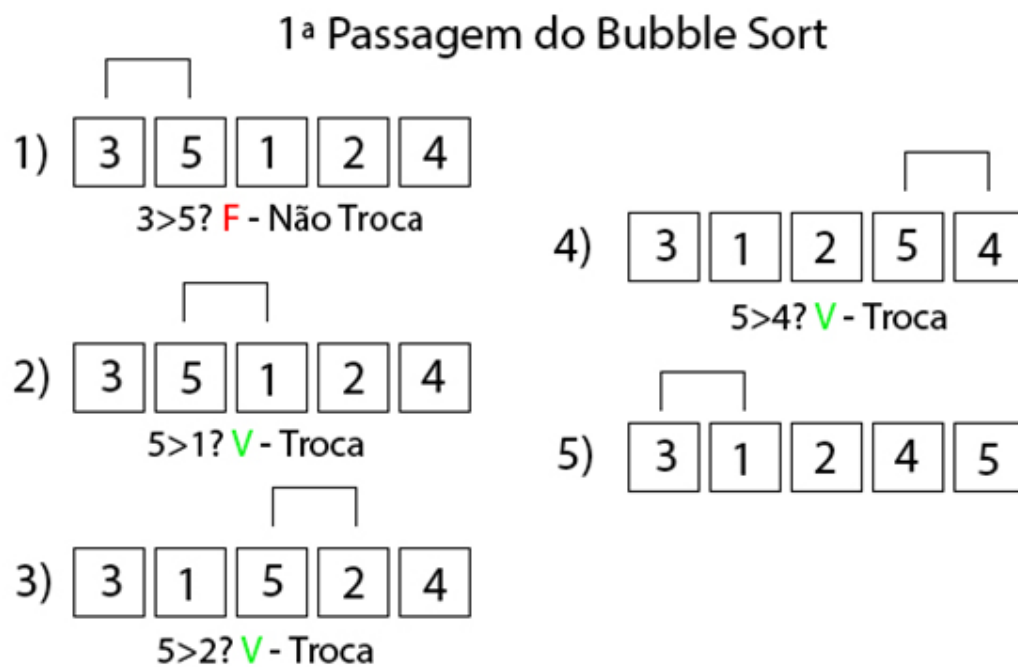 1ª Passagem do Bubble Sort
1) 3 5 1 2 4
3>5? F - Não Troca
2) 3 5 1 2 4
5>1? V - Troca
3) 3 1 5 2 4
5>2? V - Troca
4) 3 1 2 5 4
5>4? V - Troca
5) 3 1 2 4 5